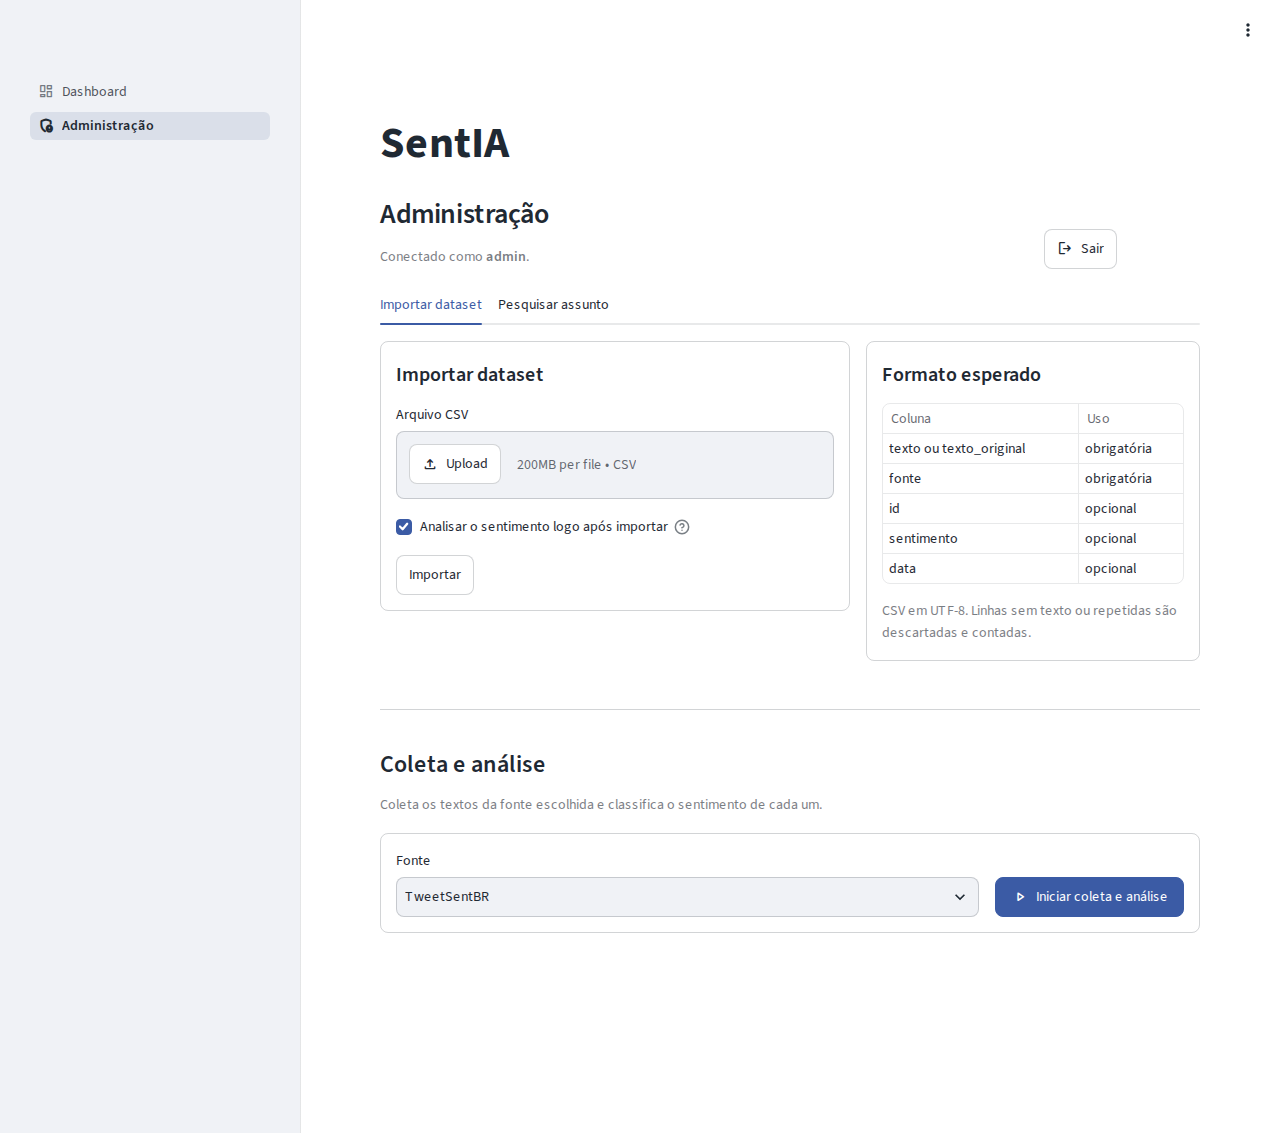 Dashboard
Administração
SentIA
Administração
Conectado como admin.
Sair
Importar dataset
Pesquisar assunto
Importar dataset
Arquivo CSV
Upload
200MB per file • CSV
Analisar o sentimento logo após importar
Importar
Formato esperado
Coluna Uso
texto ou texto_original obrigatória
fonte obrigatória
id opcional
sentimento opcional
data opcional
CSV em UTF-8. Linhas sem texto ou repetidas são
descartadas e contadas.
Coleta e análise
Coleta os textos da fonte escolhida e classifica o sentimento de cada um.
Fonte
TweetSentBR
Iniciar coleta e análise